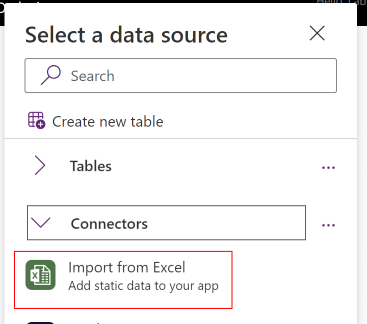 Select a data source
Search
Create new table
Tables
Connectors
Import from Excel
Add static data to your app